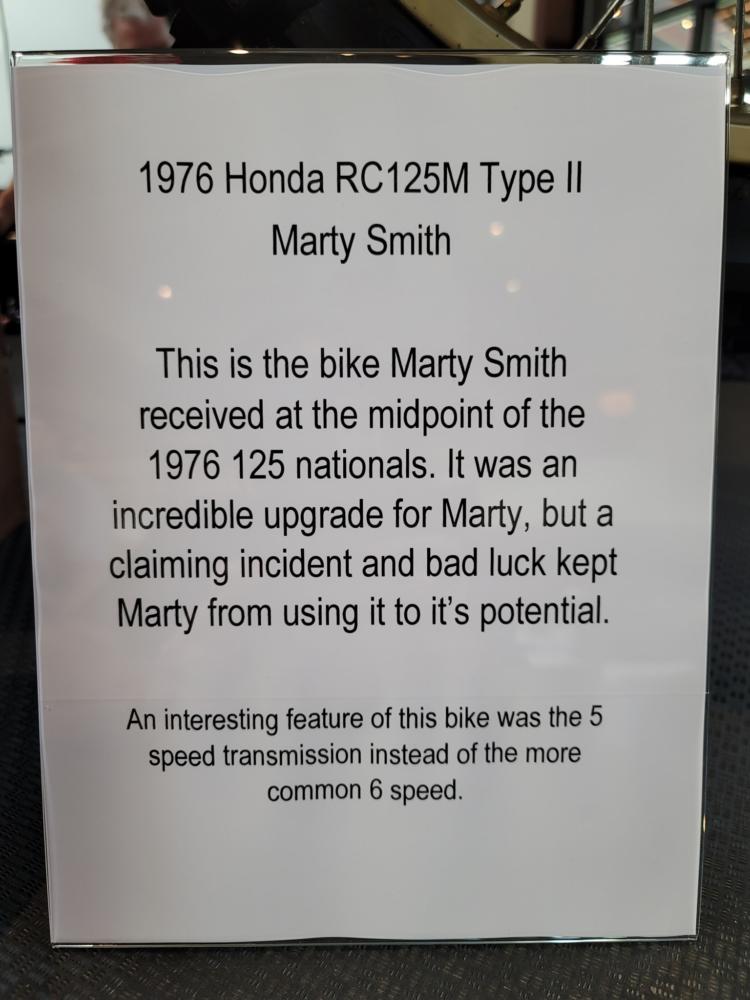 1976 Honda RC125M Type II
Marty Smith
This is the bike Marty Smith
received at the midpoint of the
1976 125 nationals. It was an
incredible upgrade for Marty, but a
claiming incident and bad luck kept
Marty from using it to it’s potential.
An interesting feature of this bike was the 5
speed transmission instead of the more
common 6 speed.